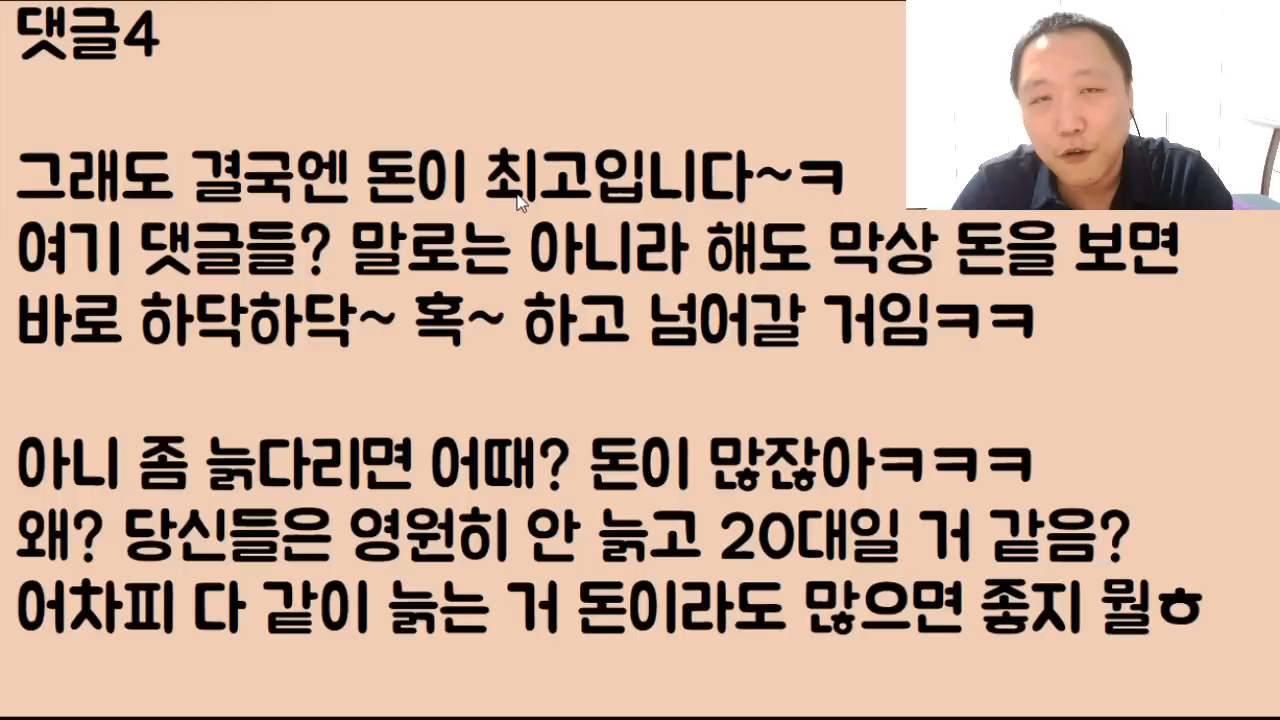 댓글4
그래도 결국엔 돈이 최고입니다~ㅋ
여기 댓글들? 말로는 아니라 해도 막상 돈을 보면
바로 하닥하닥~ 혹~ 하고 넘어갈 거임ㅋㅋ
아니 좀 늙다리면 어때? 돈이 많잖아ㅋㅋㅋ
왜? 당신들은 영원히 안 늙고 20대일 거 같음?
어차피 다 같이 늙는 거 돈이라도 많으면 좋지 뭘ㅎ